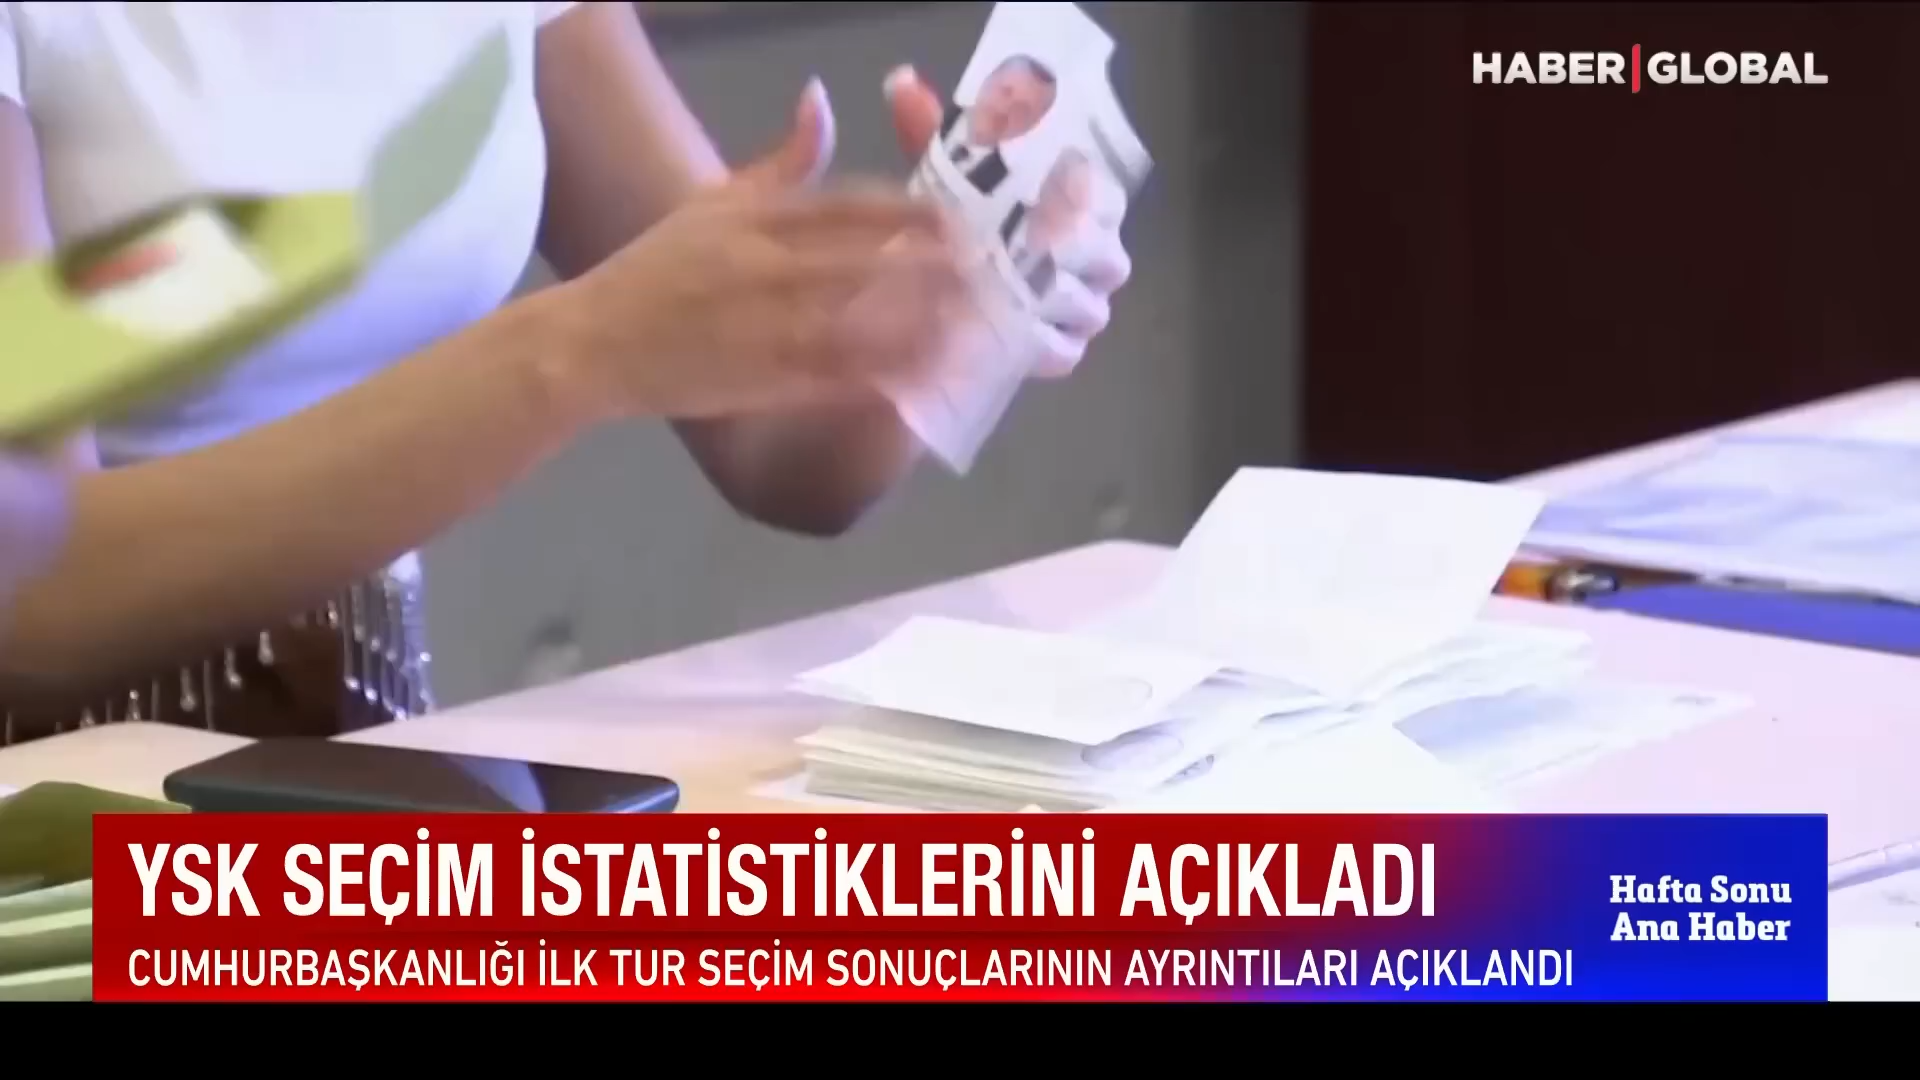 HABER|GLOBAL
YSK SEÇİM İSTATİSTİKLERİNİ AÇIKLADI
CUMHURBAŞKANLIĞI İLK TUR SEÇİM SONUÇLARININ AYRINTILARI AÇIKLANDI
Hafta Sonu
Ana Haber